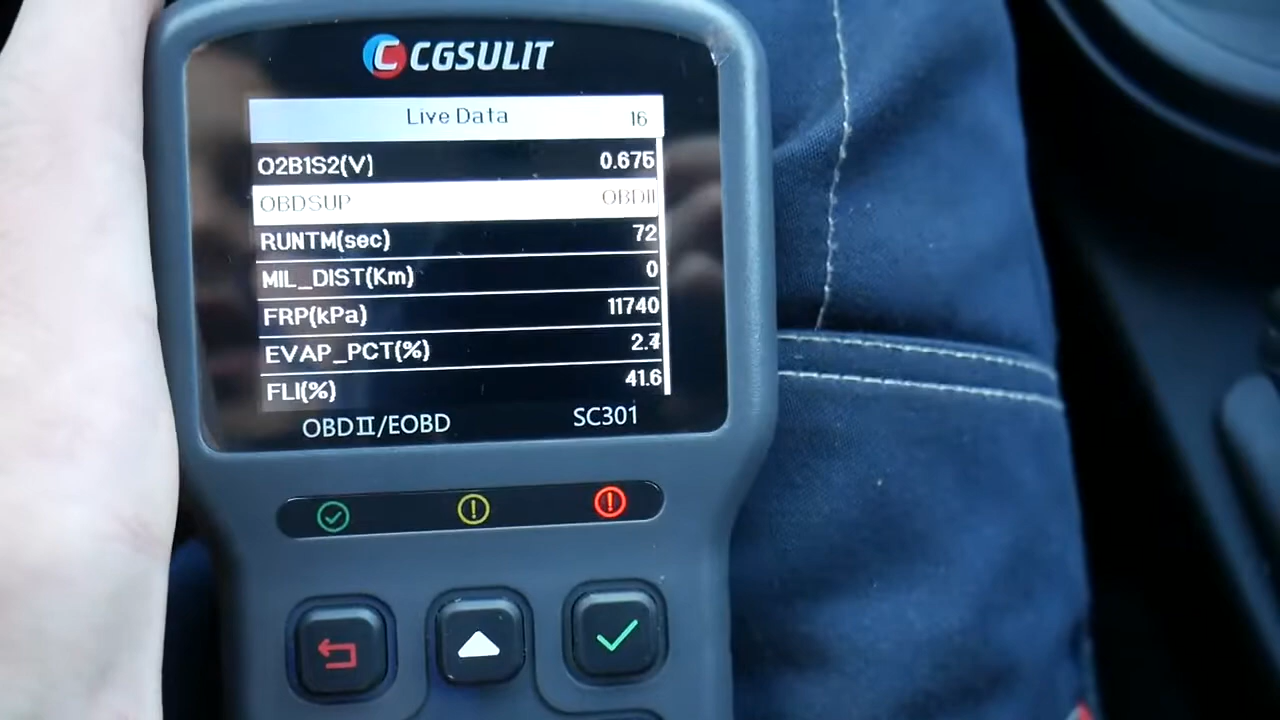 CGSULIT
Live Data 16
O2B1S2(V) 0.675
OBDSUP OBDII
RUNTM(sec) 72
MIL_DIST(Km) 0
FRP(kPa) 11740
EVAP_PCT(%)
FLI(%) 41.6
OBDII/EOBD SC301